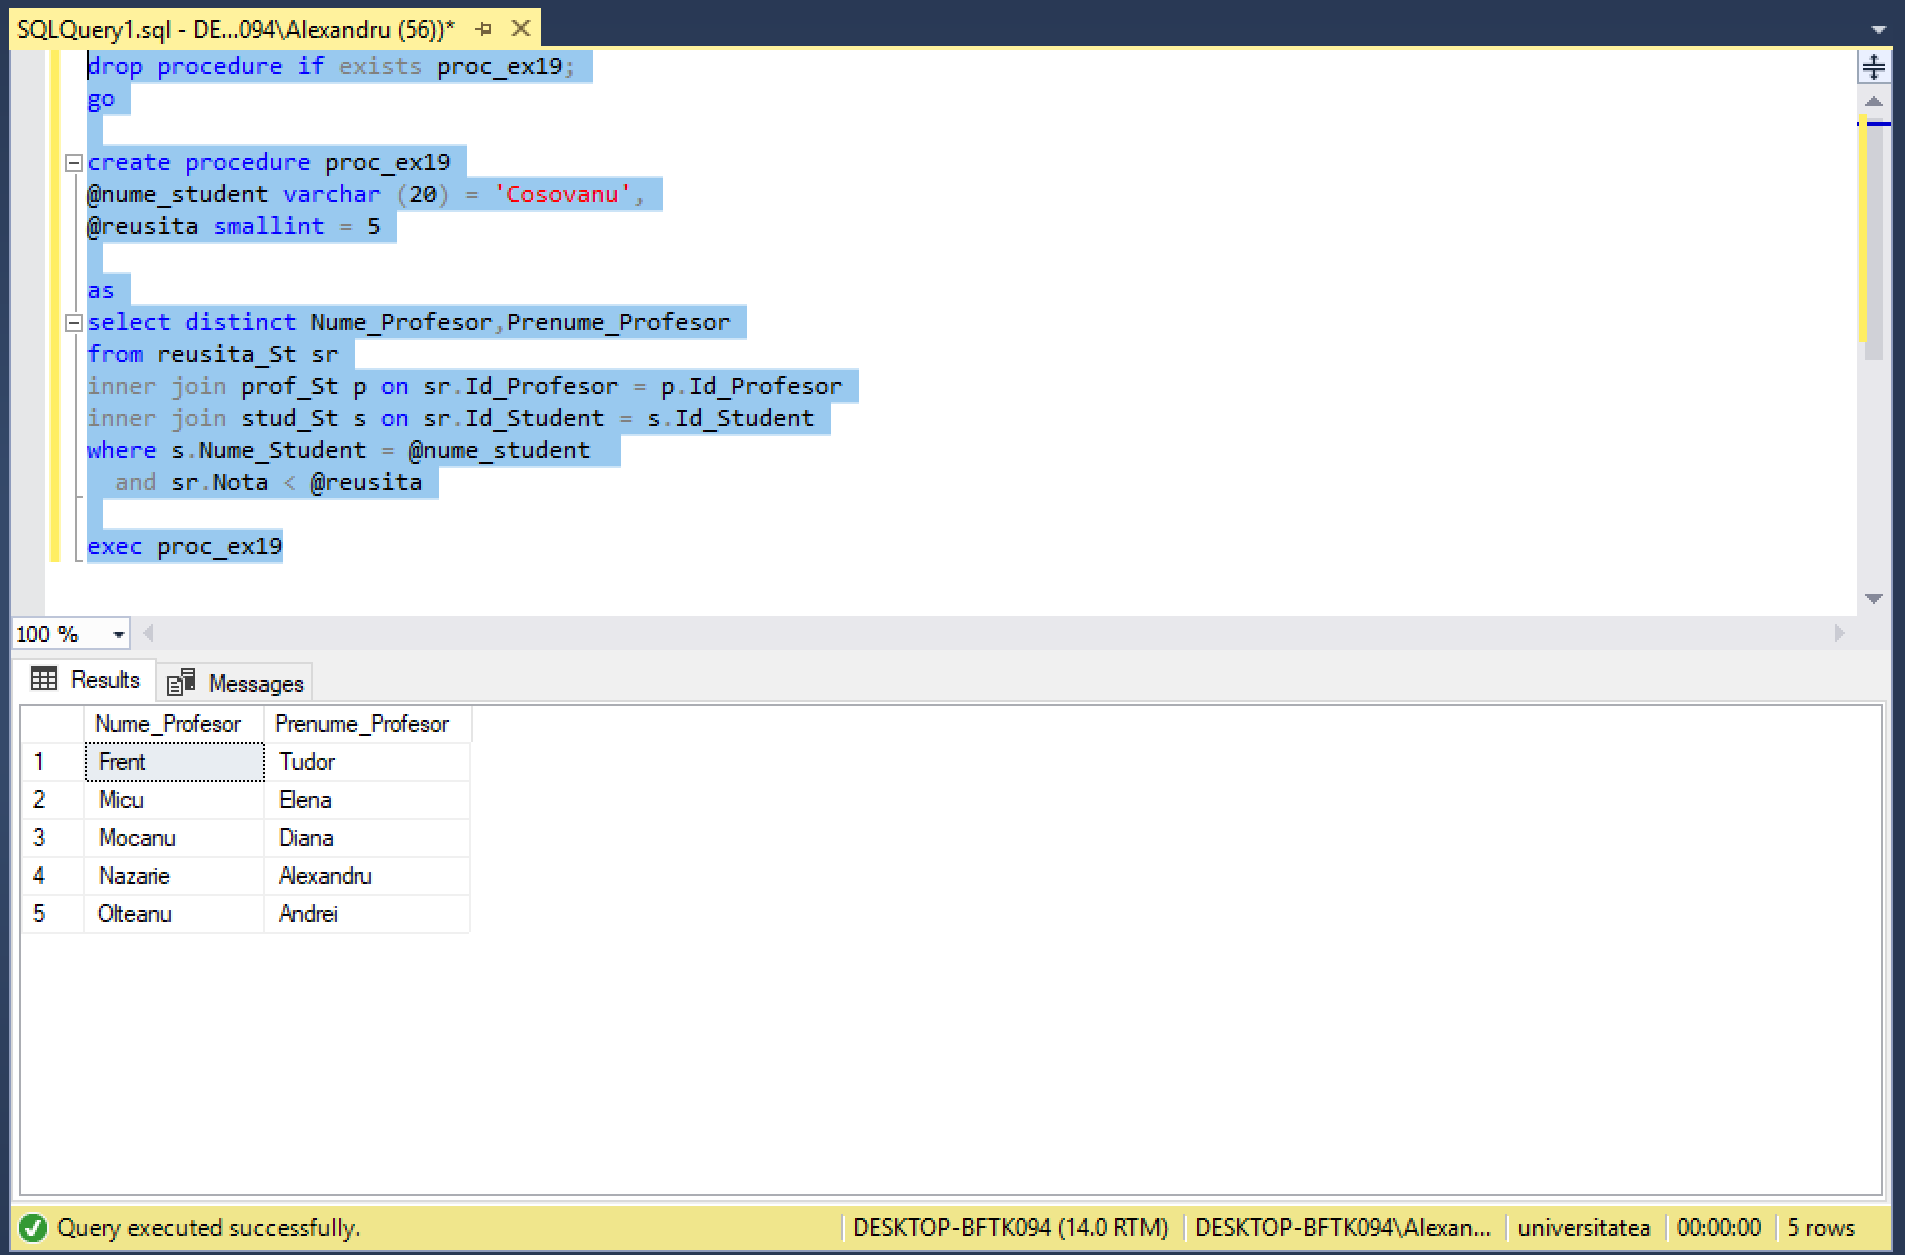 SQLQuery1.sql - DE...094\Alexandru (56))*
drop procedure if exists proc_ex19;
go
create procedure proc_ex19
@nume_student varchar (20) = 'Cosovanu',
@reusita smallint = 5
as
select distinct Nume_Profesor,Prenume_Profesor
from reusita_St sr
inner join prof_St p on sr.Id_Profesor = p.Id_Profesor
inner join stud_St s on sr.Id_Student = s.Id_Student
where s.Nume_Student = @nume_student
and sr.Nota < @reusita
exec proc_ex19
100 %
Results Messages
Nume_Profesor Prenume_Profesor
1 Frent Tudor
2 Micu Elena
3 Mocanu Diana
4 Nazarie Alexandru
5 Olteanu Andrei
Query executed successfully. DESKTOP-BFTK094 (14.0 RTM) DESKTOP-BFTK094\Alexan... universitatea 00:00:00 5 rows